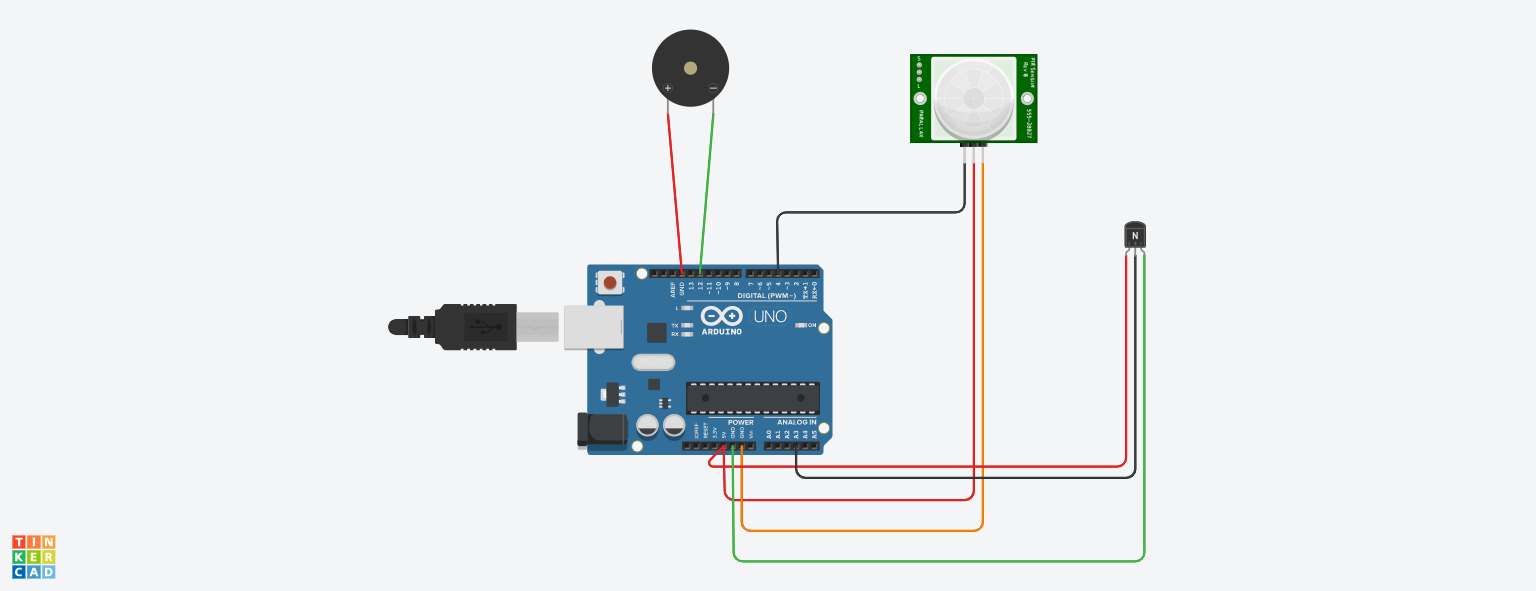 + −
S
L
PARALLAX
PIR Sensor
Rev B
555-28027
N
AREF
GND
13
12
~11
~10
~9
8
7
~6
~5
4
~3
2
TX→1
RX←0
DIGITAL (PWM~)
L
TX
RX
UNO
ARDUINO
ON
POWER
ANALOG IN
IOREF
RESET
3.3V
5V
GND
GND
Vin
A0
A1
A2
A3
A4
A5
TIN
KER
CAD